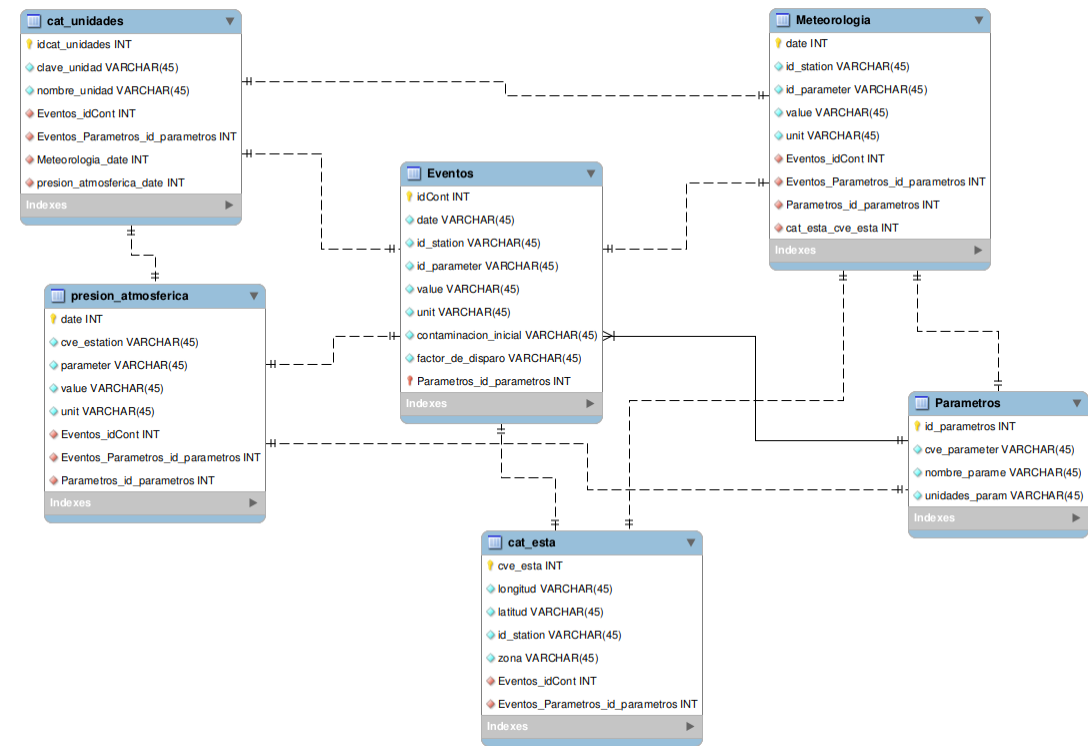 cat_unidades
idcat_unidades INT
clave_unidad VARCHAR(45)
nombre_unidad VARCHAR(45)
Eventos_idCont INT
Eventos_Parametros_id_parametros INT
Meteorologia_date INT
presion_atmosferica_date INT
Indexes
Meteorologia
date INT
id_station VARCHAR(45)
id_parameter VARCHAR(45)
value VARCHAR(45)
unit VARCHAR(45)
Eventos_idCont INT
Eventos_Parametros_id_parametros INT
Parametros_id_parametros INT
cat_esta_cve_esta INT
Indexes
Eventos
idCont INT
date VARCHAR(45)
id_station VARCHAR(45)
id_parameter VARCHAR(45)
value VARCHAR(45)
unit VARCHAR(45)
contaminacion_inicial VARCHAR(45)
factor_de_disparo VARCHAR(45)
Parametros_id_parametros INT
Indexes
presion_atmosferica
date INT
cve_estation VARCHAR(45)
parameter VARCHAR(45)
value VARCHAR(45)
unit VARCHAR(45)
Eventos_idCont INT
Eventos_Parametros_id_parametros INT
Parametros_id_parametros INT
Indexes
Parametros
id_parametros INT
cve_parameter VARCHAR(45)
nombre_parame VARCHAR(45)
unidades_param VARCHAR(45)
Indexes
cat_esta
cve_esta INT
longitud VARCHAR(45)
latitud VARCHAR(45)
id_station VARCHAR(45)
zona VARCHAR(45)
Eventos_idCont INT
Eventos_Parametros_id_parametros INT
Indexes